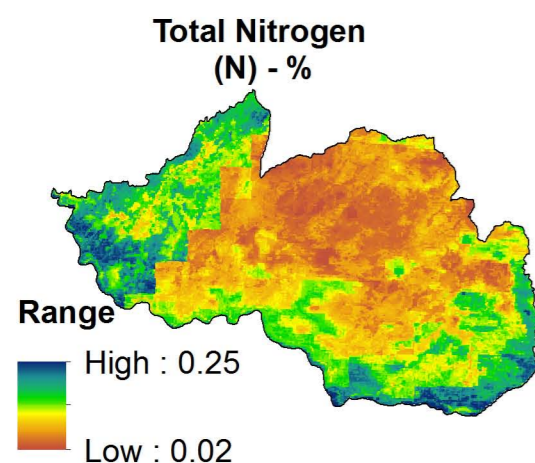 Total Nitrogen
(N) - %
Range
High : 0.25
Low : 0.02